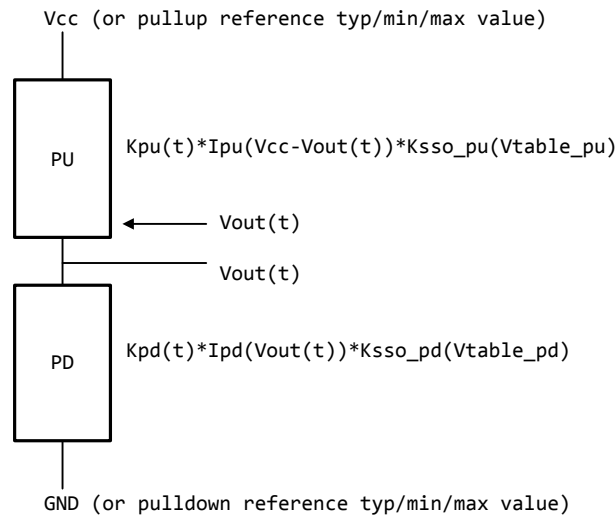 Vcc (or pullup reference typ/min/max value)
PU
Kpu(t)*Ipu(Vcc-Vout(t))*Ksso_pu(Vtable_pu)
Vout(t)
Vout(t)
PD
Kpd(t)*Ipd(Vout(t))*Ksso_pd(Vtable_pd)
GND (or pulldown reference typ/min/max value)